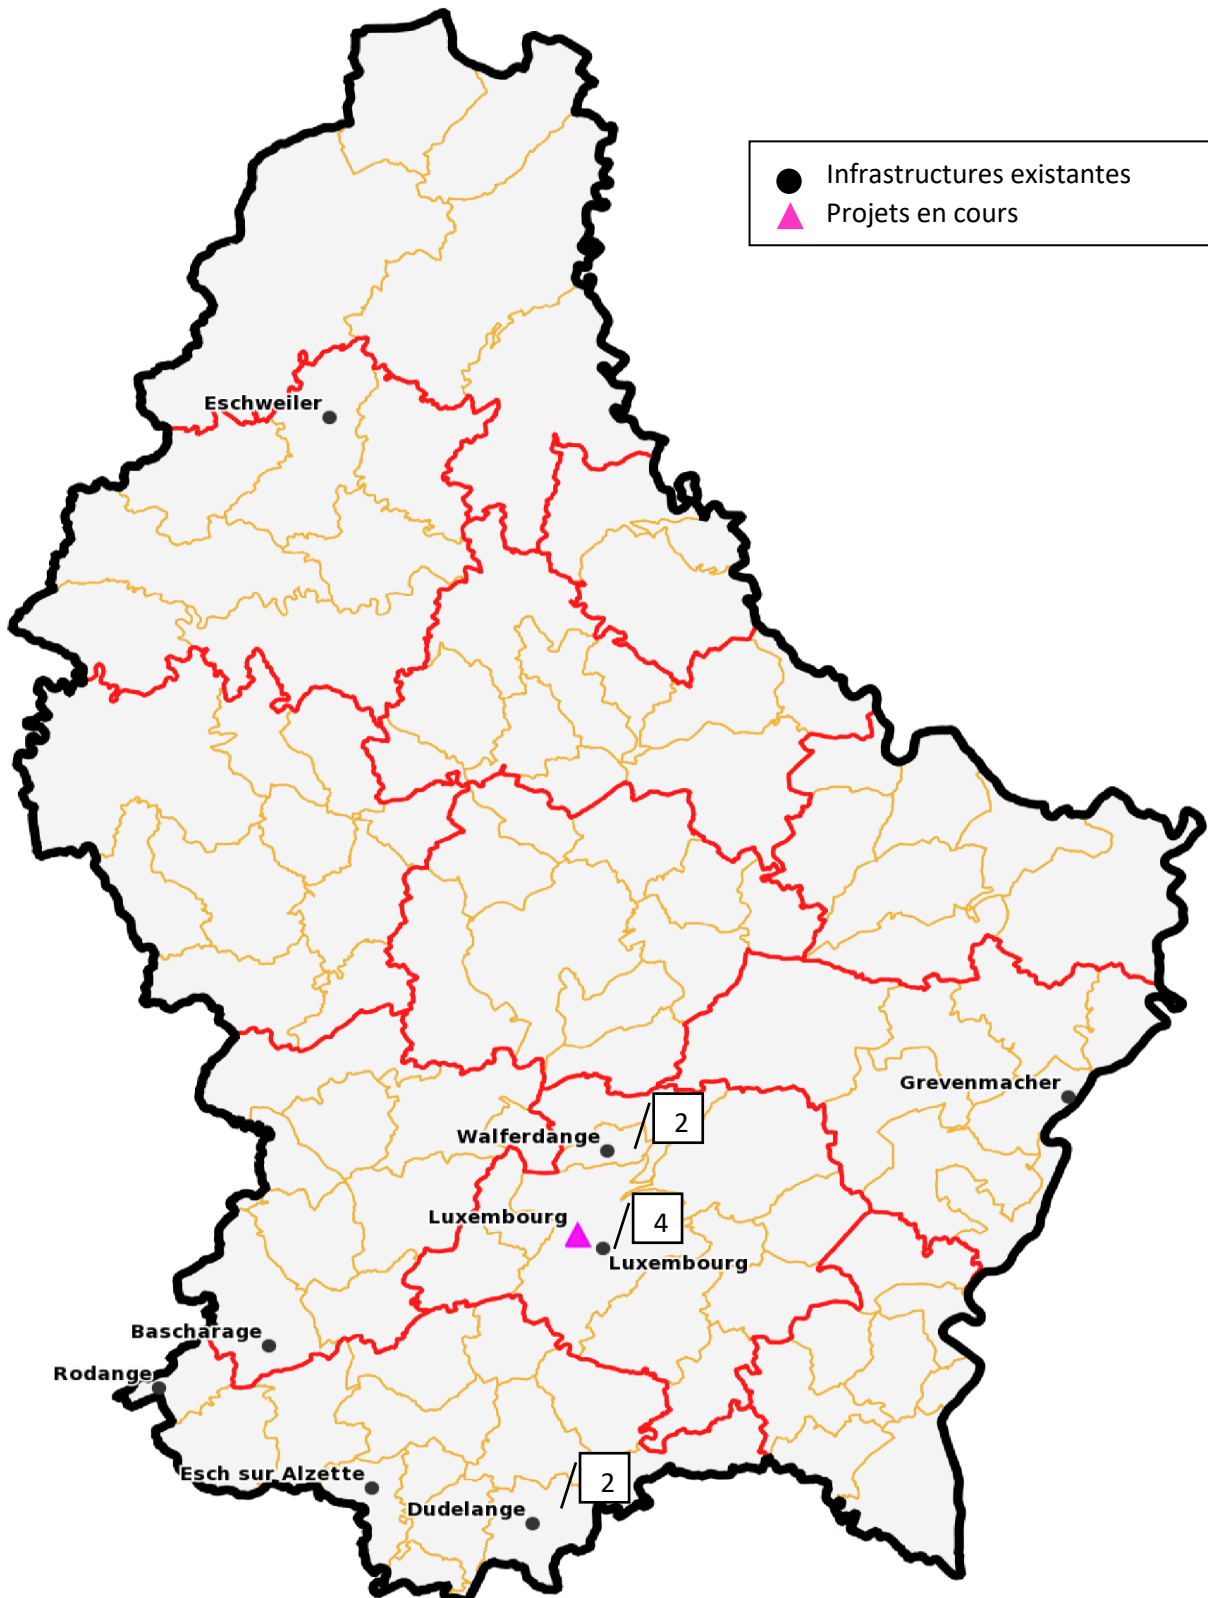 Infrastructures existantes
Projets en cours
Eschweiler
Grevenmacher
2
Walferdange
4
Luxembourg
Luxembourg
Bascharage
Rodange
Esch sur Alzette
2
Dudelange